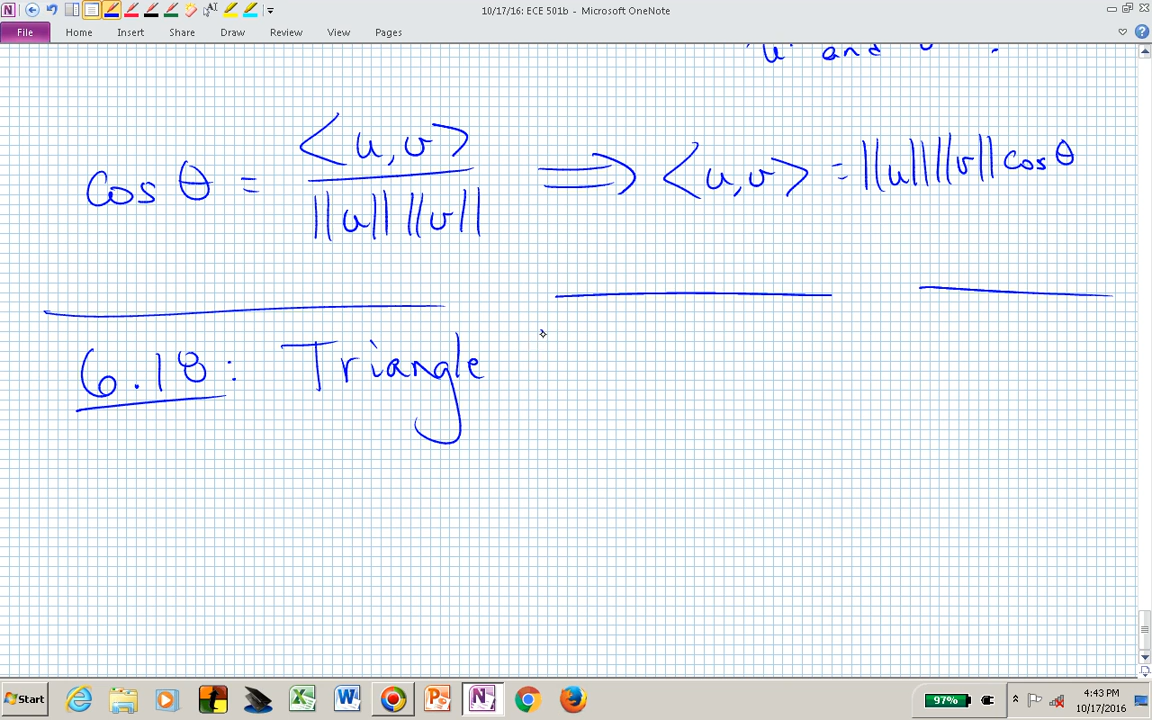 10/17/16: ECE 501b - Microsoft OneNote
File Home Insert Share Draw Review View Pages
u and v .
cos θ = <u,v> / ||u|| ||v|| ⟹ <u,v> = ||u|| ||v|| cos θ
6.18: Triangle
Start
97%
4:43 PM
10/17/2016